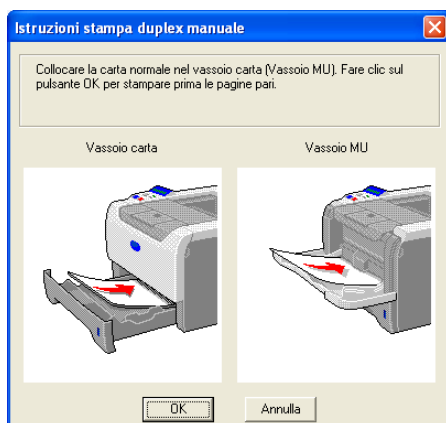 Istruzioni stampa duplex manuale
Collocare la carta normale nel vassoio carta (Vassoio MU). Fare clic sul
pulsante OK per stampare prima le pagine pari.
Vassoio carta
Vassoio MU
OK
Annulla